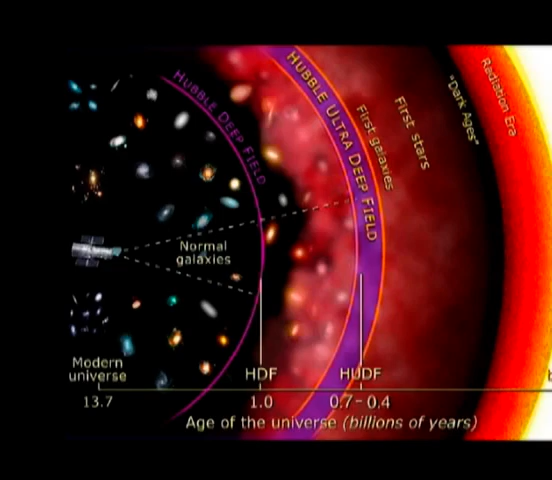 HUBBLE DEEP FIELD
HUBBLE ULTRA DEEP FIELD
First galaxies
First stars
"Dark Ages"
Radiation Era
Normal
galaxies
Modern
universe
HDF
HUDF
13.7
1.0
0.7-0.4
Age of the universe (billions of years)